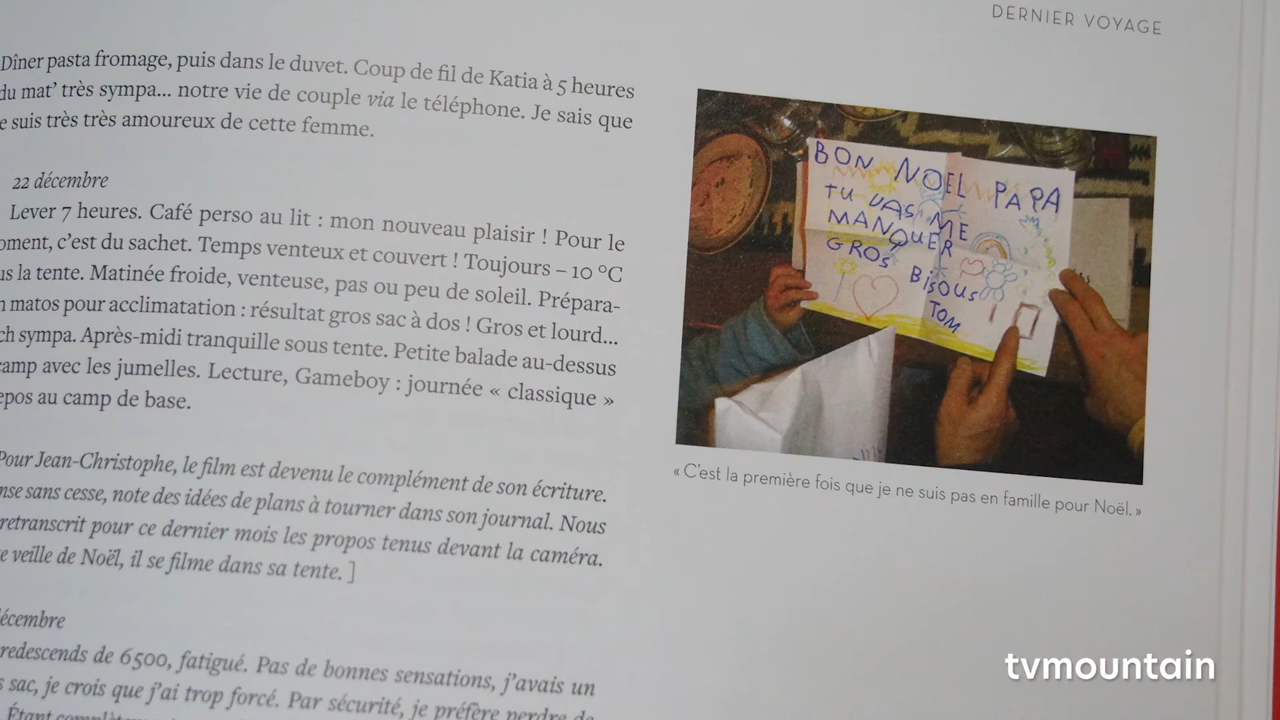 DERNIER VOYAGE
Dîner pasta fromage, puis dans le duvet. Coup de fil de Katia à 5 heures
du mat’ très sympa... notre vie de couple via le téléphone. Je sais que
e suis très très amoureux de cette femme.
22 décembre
Lever 7 heures. Café perso au lit : mon nouveau plaisir ! Pour le
oment, c’est du sachet. Temps venteux et couvert ! Toujours – 10 °C
us la tente. Matinée froide, venteuse, pas ou peu de soleil. Prépara-
n matos pour acclimatation : résultat gros sac à dos ! Gros et lourd...
ch sympa. Après-midi tranquille sous tente. Petite balade au-dessus
camp avec les jumelles. Lecture, Gameboy : journée « classique »
epos au camp de base.
Pour Jean-Christophe, le film est devenu le complément de son écriture.
nse sans cesse, note des idées de plans à tourner dans son journal. Nous
retranscrit pour ce dernier mois les propos tenus devant la caméra.
e veille de Noël, il se filme dans sa tente. ]
écembre
redescends de 6500, fatigué. Pas de bonnes sensations, j’avais un
s sac, je crois que j’ai trop forcé. Par sécurité, je préfère perdre de
BON NOEL PAPA
TU VAS ME
MANQUER
GROS BISOUS
TOM
« C’est la première fois que je ne suis pas en famille pour Noël. »
tvmountain